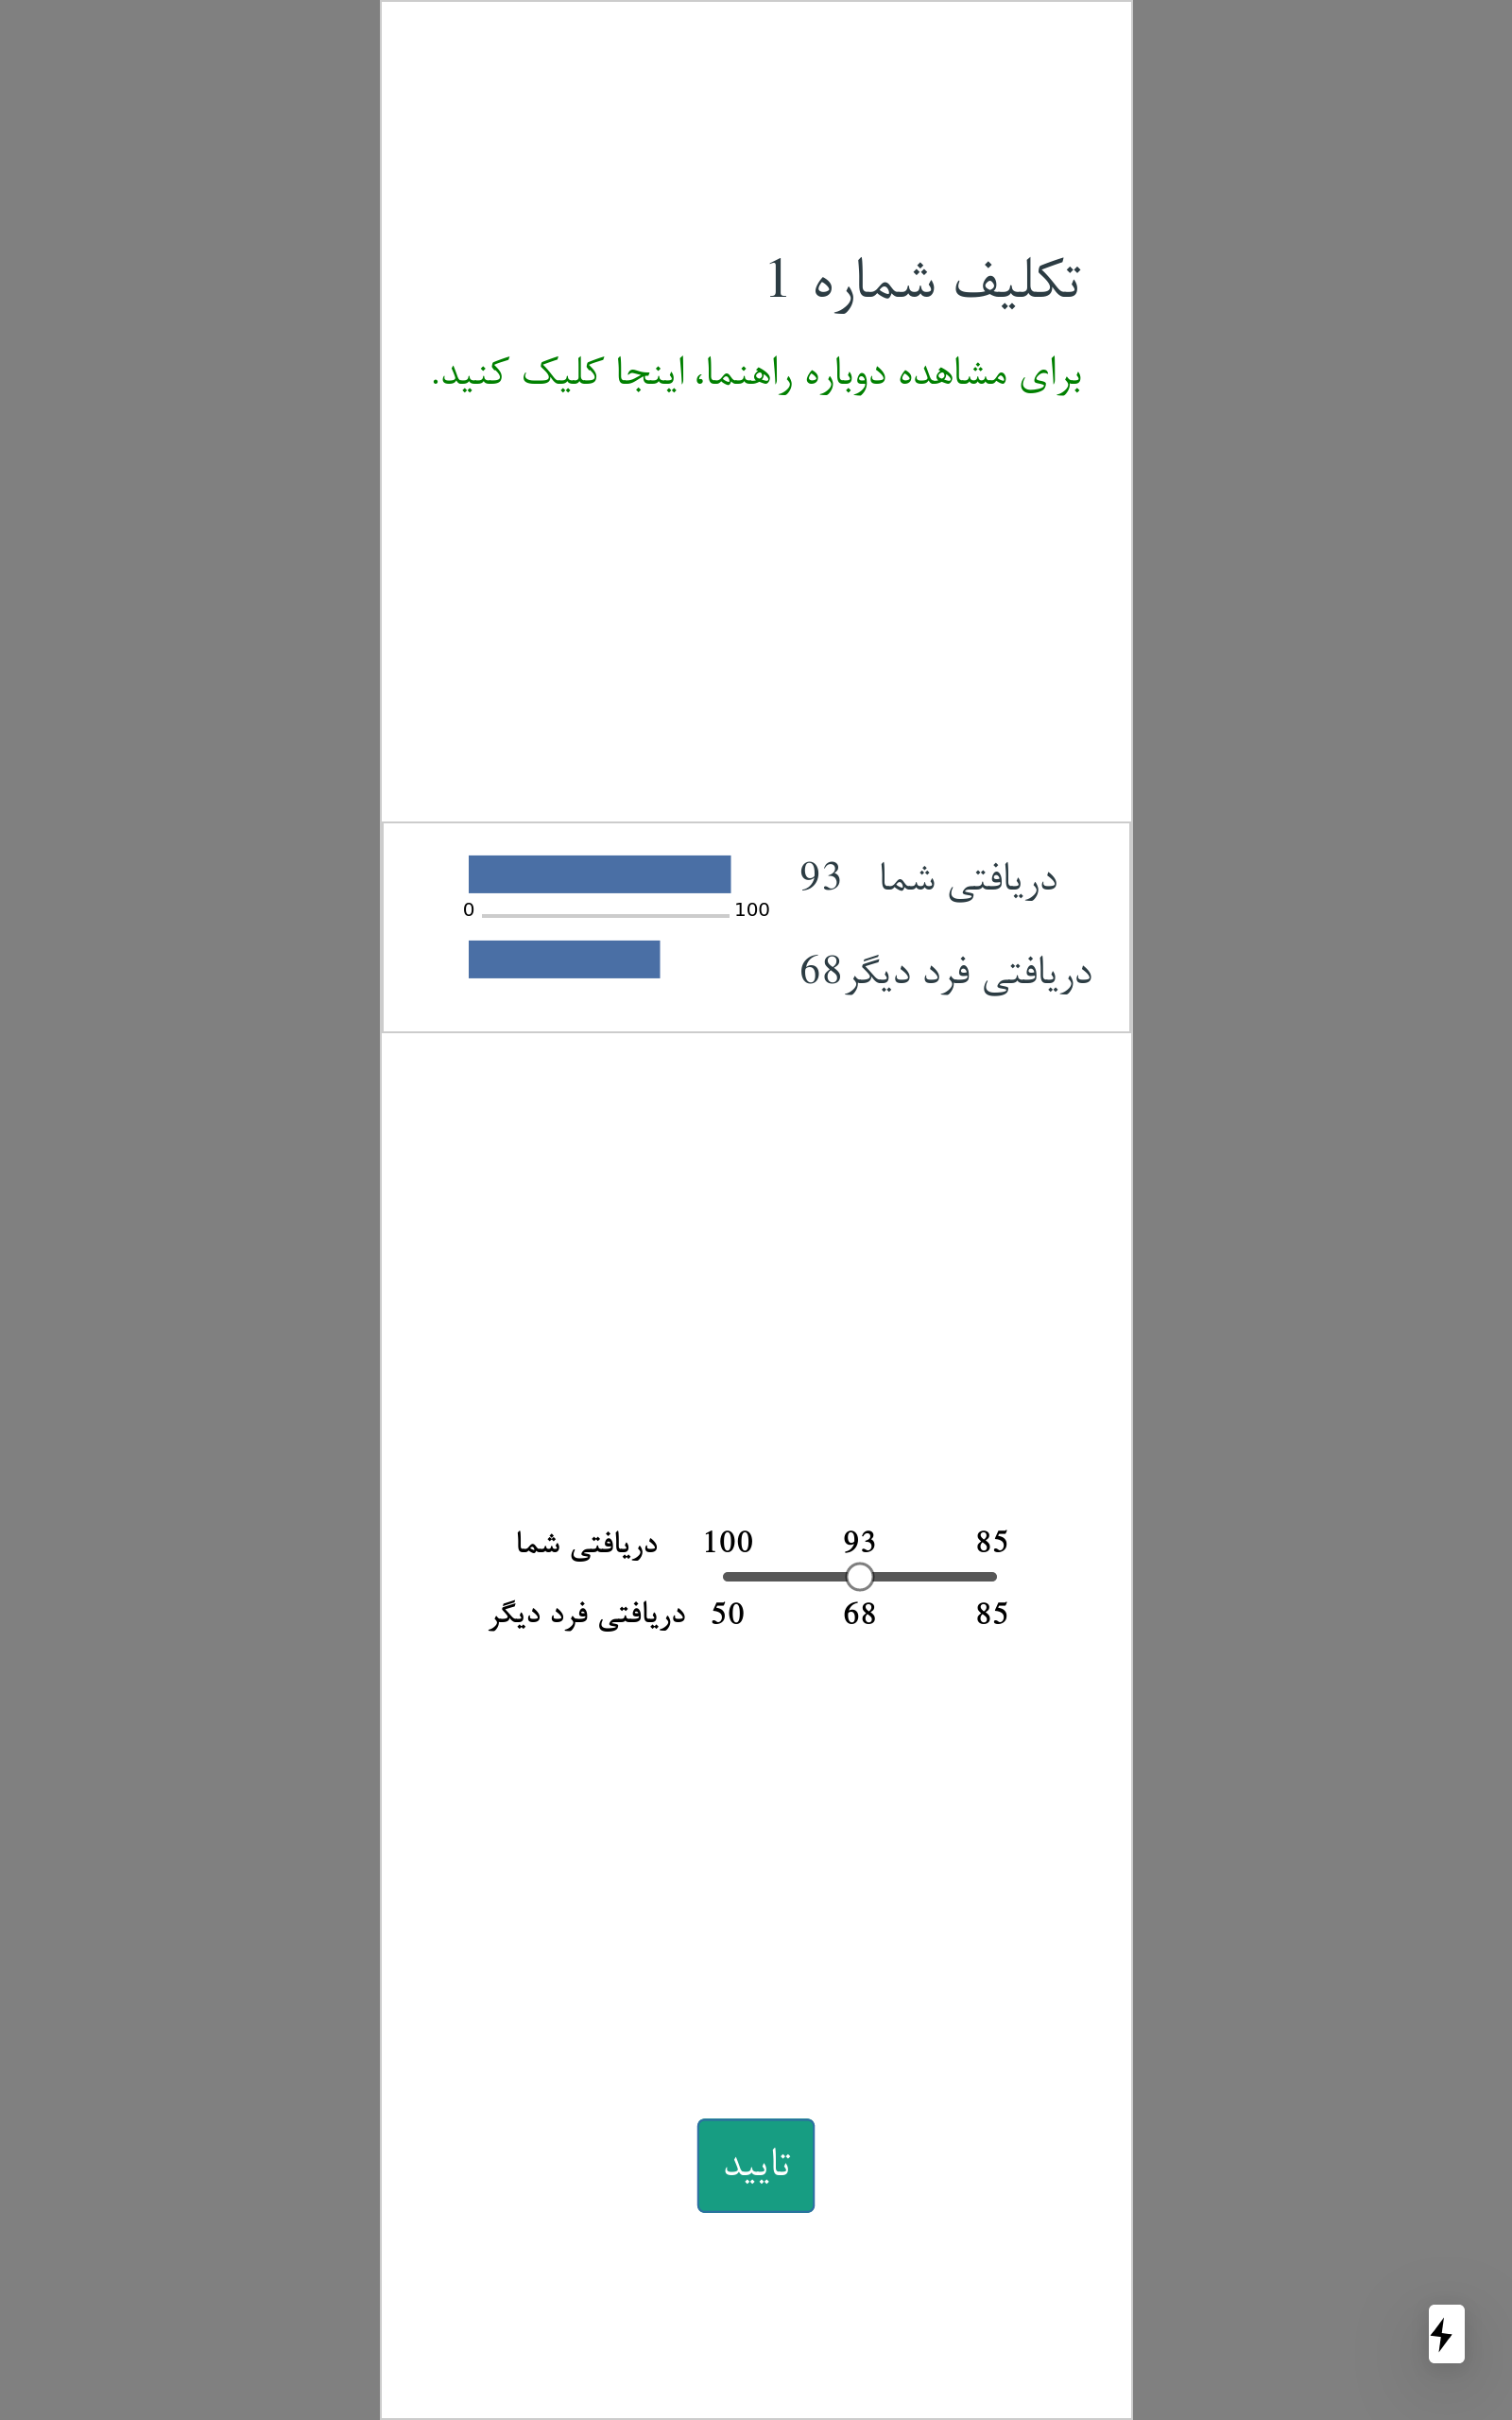 تکلیف شماره 1
برای مشاهده دوباره راهنما، اینجا کلیک کنید.
دریافتی شما 93
0 100
دریافتی فرد دیگر 68
دریافتی شما 100 93 85
دریافتی فرد دیگر 50 68 85
تایید